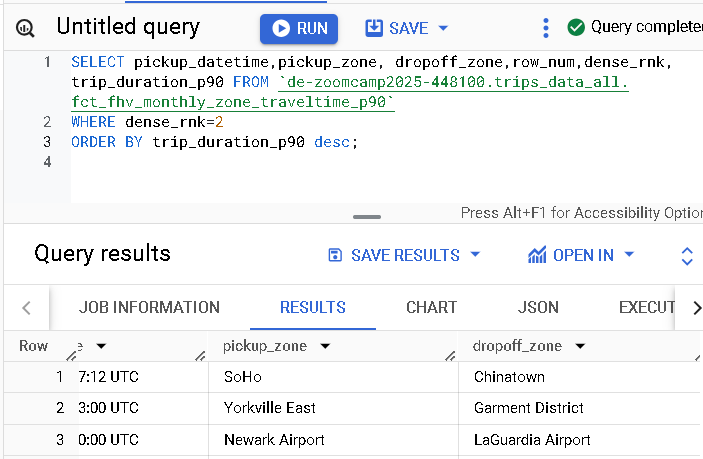 Untitled query RUN SAVE Query complete
1 SELECT pickup_datetime,pickup_zone, dropoff_zone,row_num,dense_rnk,
trip_duration_p90 FROM `de-zoomcamp2025-448100.trips_data_all.
fct_fhv_monthly_zone_traveltime_p90`
2 WHERE dense_rnk=2
3 ORDER BY trip_duration_p90 desc;
4
Press Alt+F1 for Accessibility Option
Query results SAVE RESULTS OPEN IN
JOB INFORMATION RESULTS CHART JSON EXECUT
Row e pickup_zone dropoff_zone
1 7:12 UTC SoHo Chinatown
2 3:00 UTC Yorkville East Garment District
3 0:00 UTC Newark Airport LaGuardia Airport